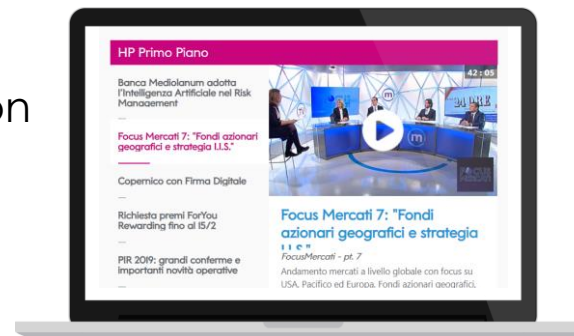 on
HP Primo Piano
Banca Mediolanum adotta
l'Intelligenza Artificiale nel Risk
Management
Focus Mercati 7: "Fondi azionari
geografici e strategia I.I.S."
Copernico con Firma Digitale
Richiesta premi ForYou
Rewarding fino al 15/2
PIR 2019: grandi conferme e
importanti novità operative
42:05
m
m
FOCUS
MERCATI
Focus Mercati 7: "Fondi
azionari geografici e strategia
I.I.S."
FocusMercati - pt. 7
Andamento mercati a livello globale con focus su
USA, Pacifico ed Europa. Fondi azionari geografici,